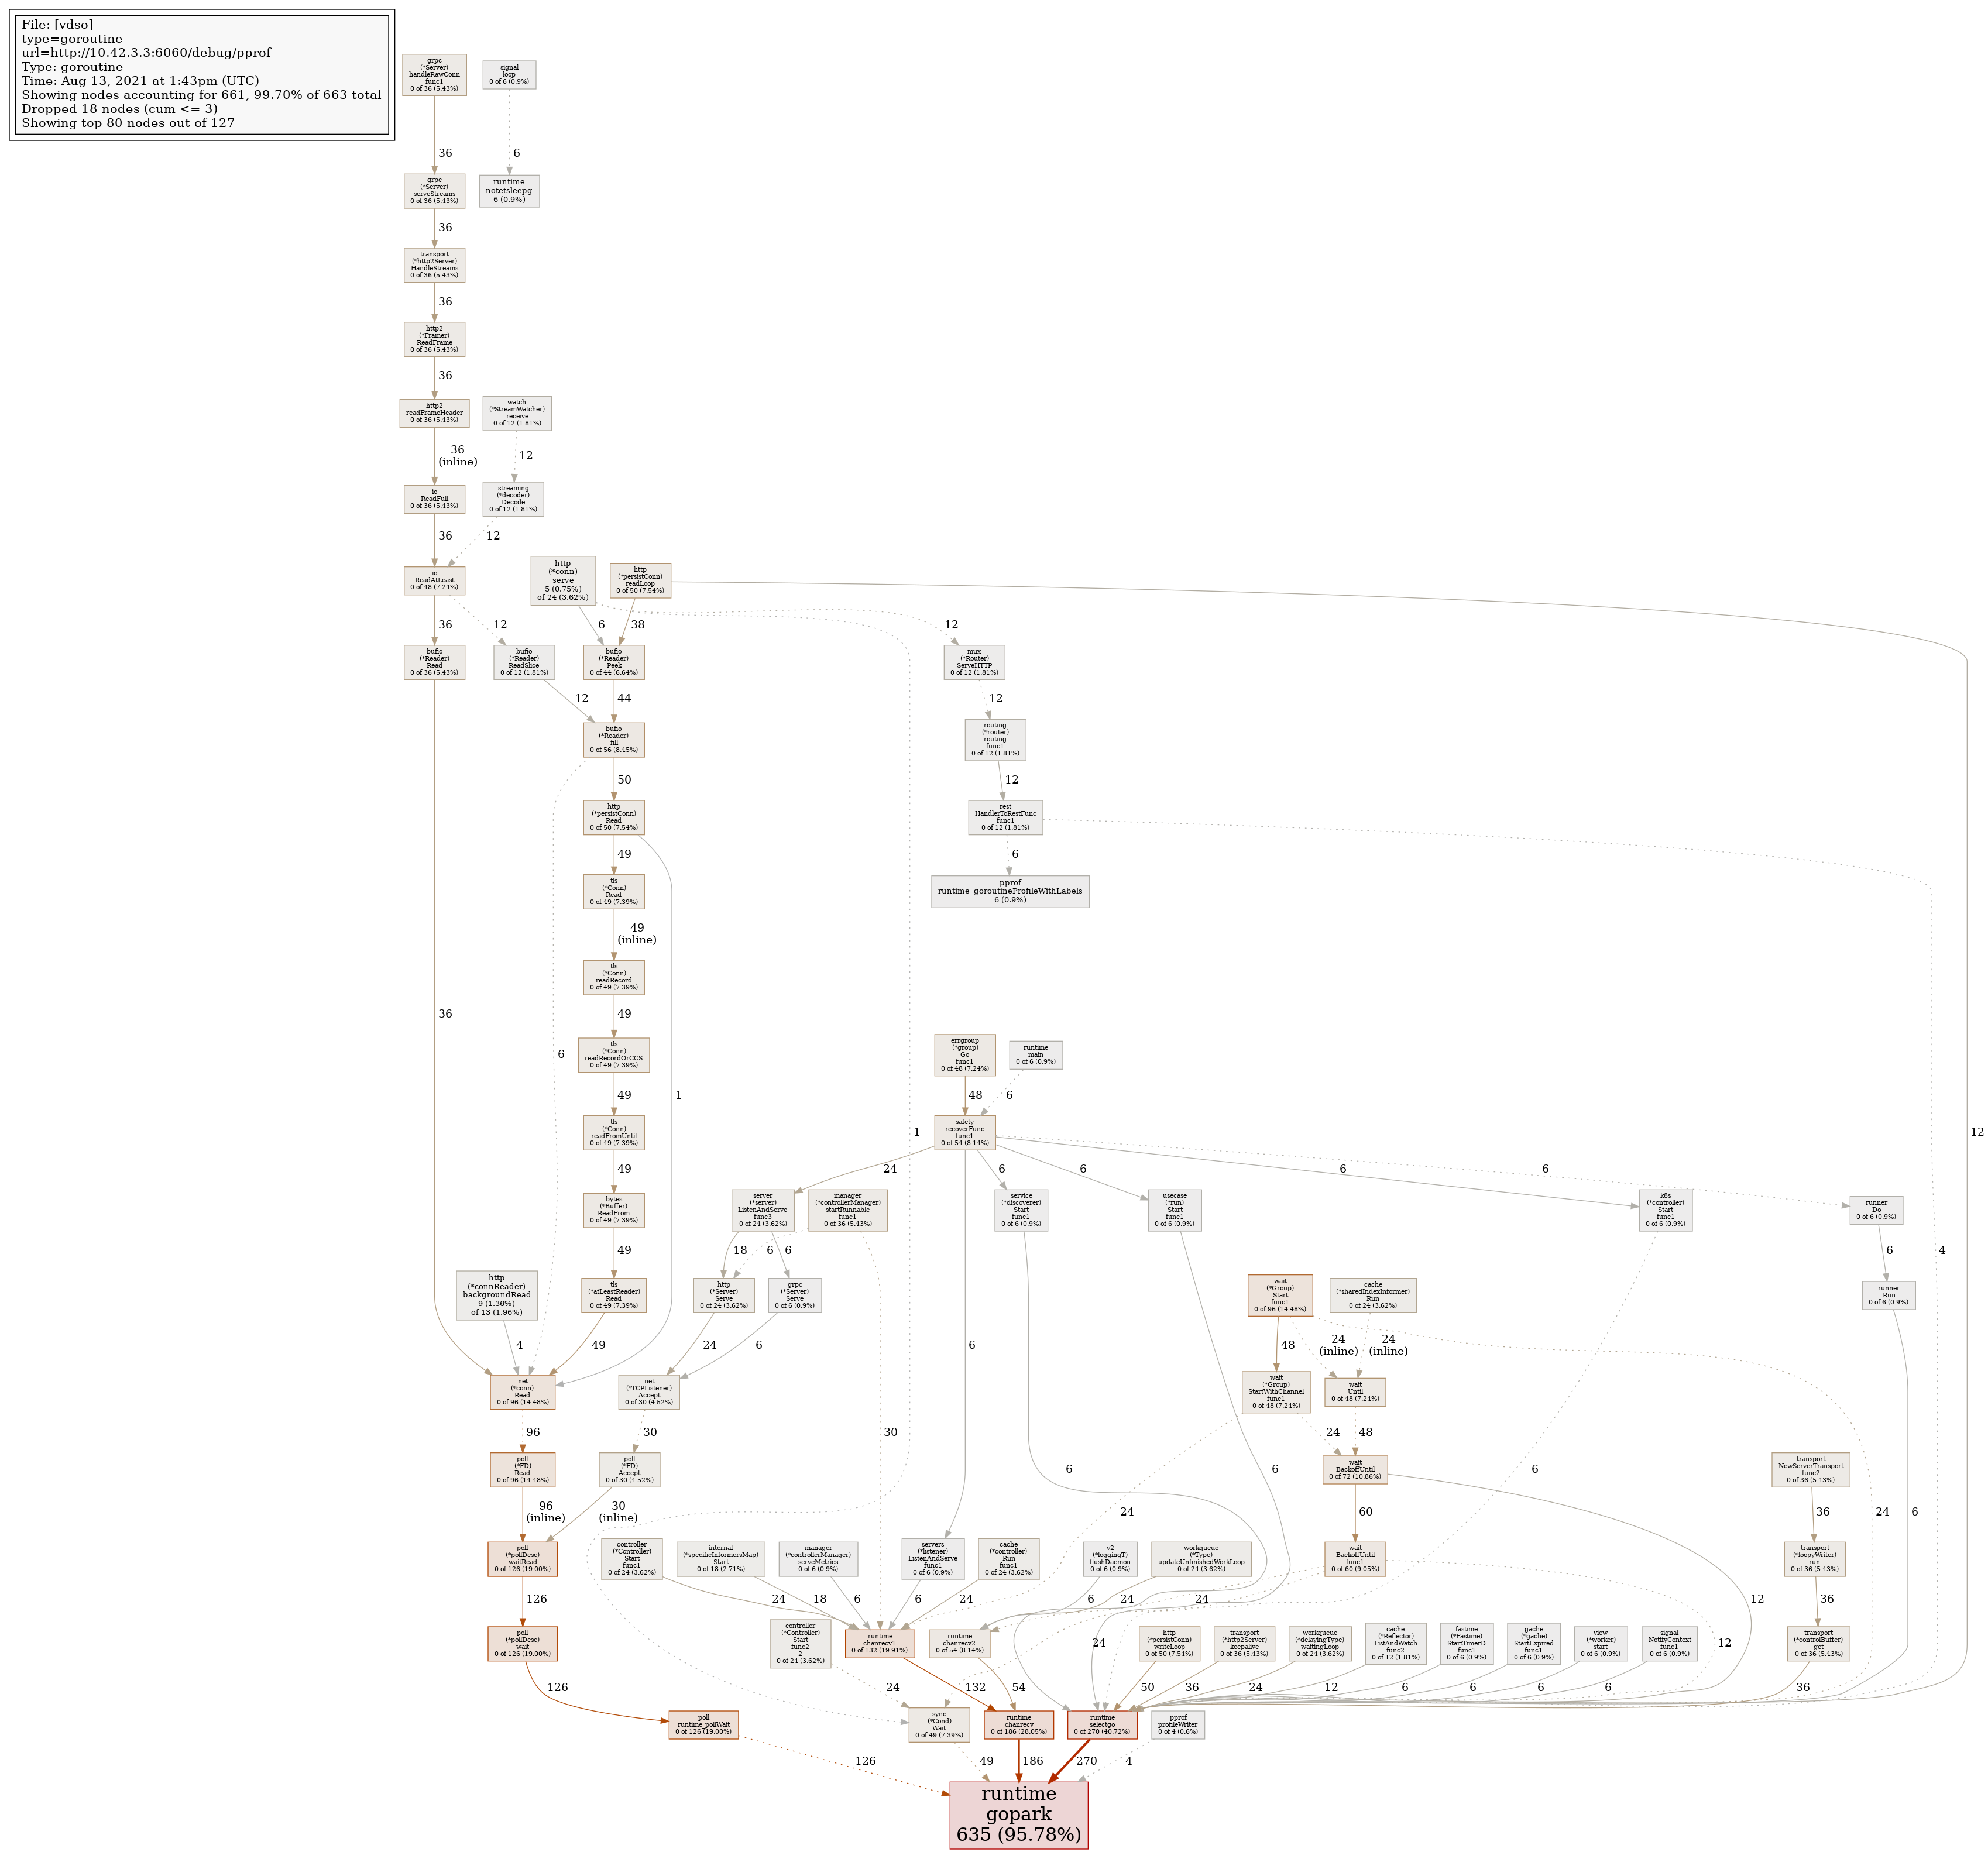 File: [vdso]
type=goroutine
url=http://10.42.3.3:6060/debug/pprof
Type: goroutine
Time: Aug 13, 2021 at 1:43pm (UTC)
Showing nodes accounting for 661, 99.70% of 663 total
Dropped 18 nodes (cum <= 3)
Showing top 80 nodes out of 127
grpc
(*Server)
handleRawConn
func1
0 of 36 (5.43%)
signal
loop
0 of 6 (0.9%)
36
6
grpc
(*Server)
serveStreams
0 of 36 (5.43%)
runtime
notetsleepg
6 (0.9%)
36
transport
(*http2Server)
HandleStreams
0 of 36 (5.43%)
36
http2
(*Framer)
ReadFrame
0 of 36 (5.43%)
36
http2
readFrameHeader
0 of 36 (5.43%)
watch
(*StreamWatcher)
receive
0 of 12 (1.81%)
36
(inline)
12
io
ReadFull
0 of 36 (5.43%)
streaming
(*decoder)
Decode
0 of 12 (1.81%)
36
12
io
ReadAtLeast
0 of 48 (7.24%)
http
(*conn)
serve
5 (0.75%)
of 24 (3.62%)
http
(*persistConn)
readLoop
0 of 50 (7.54%)
36
12
6
38
12
bufio
(*Reader)
Read
0 of 36 (5.43%)
bufio
(*Reader)
ReadSlice
0 of 12 (1.81%)
bufio
(*Reader)
Peek
0 of 44 (6.64%)
mux
(*Router)
ServeHTTP
0 of 12 (1.81%)
12
44
12
bufio
(*Reader)
fill
0 of 56 (8.45%)
routing
(*router)
routing
func1
0 of 12 (1.81%)
50
12
http
(*persistConn)
Read
0 of 50 (7.54%)
rest
HandlerToRestFunc
func1
0 of 12 (1.81%)
49
6
tls
(*Conn)
Read
0 of 49 (7.39%)
pprof
runtime_goroutineProfileWithLabels
6 (0.9%)
49
(inline)
tls
(*Conn)
readRecord
0 of 49 (7.39%)
36
49
6
tls
(*Conn)
readRecordOrCCS
0 of 49 (7.39%)
errgroup
(*group)
Go
func1
0 of 48 (7.24%)
runtime
main
0 of 6 (0.9%)
49
1
48
6
tls
(*Conn)
readFromUntil
0 of 49 (7.39%)
1
safety
recoverFunc
func1
0 of 54 (8.14%)
12
49
24
6
6
6
6
bytes
(*Buffer)
ReadFrom
0 of 49 (7.39%)
server
(*server)
ListenAndServe
func3
0 of 24 (3.62%)
manager
(*controllerManager)
startRunnable
func1
0 of 36 (5.43%)
service
(*discoverer)
Start
func1
0 of 6 (0.9%)
usecase
(*run)
Start
func1
0 of 6 (0.9%)
k8s
(*controller)
Start
func1
0 of 6 (0.9%)
runner
Do
0 of 6 (0.9%)
49
18
6
6
6
4
http
(*connReader)
backgroundRead
9 (1.36%)
of 13 (1.96%)
tls
(*atLeastReader)
Read
0 of 49 (7.39%)
http
(*Server)
Serve
0 of 24 (3.62%)
grpc
(*Server)
Serve
0 of 6 (0.9%)
wait
(*Group)
Start
func1
0 of 96 (14.48%)
cache
(*sharedIndexInformer)
Run
0 of 24 (3.62%)
runner
Run
0 of 6 (0.9%)
4
49
24
6
6
48
24
(inline)
24
(inline)
net
(*conn)
Read
0 of 96 (14.48%)
net
(*TCPListener)
Accept
0 of 30 (4.52%)
wait
(*Group)
StartWithChannel
func1
0 of 48 (7.24%)
wait
Until
0 of 48 (7.24%)
96
30
30
24
48
poll
(*FD)
Read
0 of 96 (14.48%)
poll
(*FD)
Accept
0 of 30 (4.52%)
6
6
wait
BackoffUntil
0 of 72 (10.86%)
6
transport
NewServerTransport
func2
0 of 36 (5.43%)
96
(inline)
30
(inline)
24
60
36
24
6
poll
(*pollDesc)
waitRead
0 of 126 (19.00%)
controller
(*Controller)
Start
func1
0 of 24 (3.62%)
internal
(*specificInformersMap)
Start
0 of 18 (2.71%)
manager
(*controllerManager)
serveMetrics
0 of 6 (0.9%)
servers
(*listener)
ListenAndServe
func1
0 of 6 (0.9%)
cache
(*controller)
Run
func1
0 of 24 (3.62%)
v2
(*loggingT)
flushDaemon
0 of 6 (0.9%)
workqueue
(*Type)
updateUnfinishedWorkLoop
0 of 24 (3.62%)
wait
BackoffUntil
func1
0 of 60 (9.05%)
transport
(*loopyWriter)
run
0 of 36 (5.43%)
126
24
18
6
6
24
6
24
24
12
36
poll
(*pollDesc)
wait
0 of 126 (19.00%)
controller
(*Controller)
Start
func2
2
0 of 24 (3.62%)
runtime
chanrecv1
0 of 132 (19.91%)
runtime
chanrecv2
0 of 54 (8.14%)
24
http
(*persistConn)
writeLoop
0 of 50 (7.54%)
transport
(*http2Server)
keepalive
0 of 36 (5.43%)
workqueue
(*delayingType)
waitingLoop
0 of 24 (3.62%)
cache
(*Reflector)
ListAndWatch
func2
0 of 12 (1.81%)
fastime
(*Fastime)
StartTimerD
func1
0 of 6 (0.9%)
gache
(*gache)
StartExpired
func1
0 of 6 (0.9%)
view
(*worker)
start
0 of 6 (0.9%)
signal
NotifyContext
func1
0 of 6 (0.9%)
12
transport
(*controlBuffer)
get
0 of 36 (5.43%)
126
24
132
54
50
36
24
12
6
6
6
6
36
poll
runtime_pollWait
0 of 126 (19.00%)
sync
(*Cond)
Wait
0 of 49 (7.39%)
runtime
chanrecv
0 of 186 (28.05%)
runtime
selectgo
0 of 270 (40.72%)
pprof
profileWriter
0 of 4 (0.6%)
126
49
186
270
4
runtime
gopark
635 (95.78%)